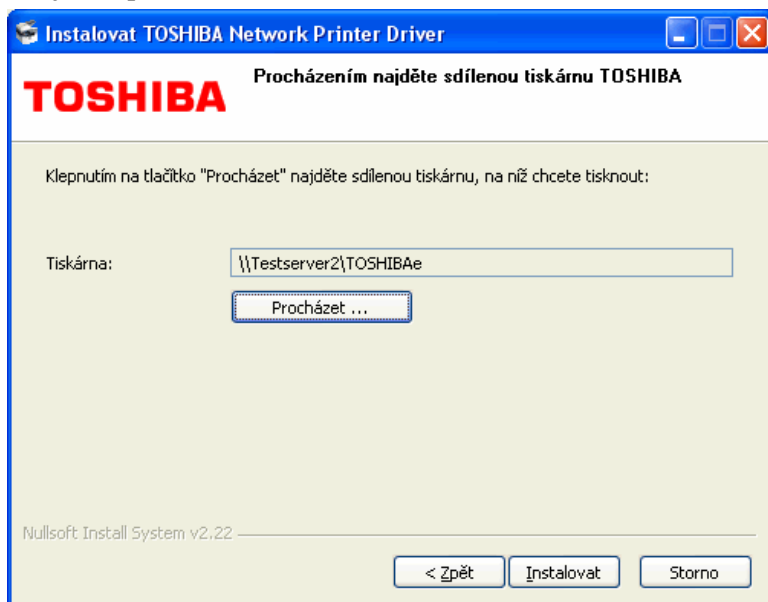 Instalovat TOSHIBA Network Printer Driver
TOSHIBA
Procházením najděte sdílenou tiskárnu TOSHIBA
Klepnutím na tlačítko "Procházet" najděte sdílenou tiskárnu, na níž chcete tisknout:
Tiskárna:
\\Testserver2\TOSHIBAe
Procházet ...
Nullsoft Install System v2.22
< Zpět
Instalovat
Storno